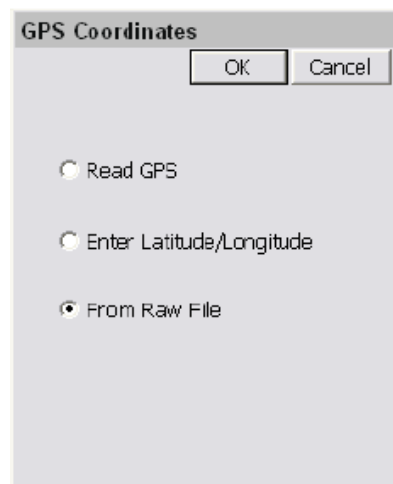 GPS Coordinates
OK Cancel
Read GPS
Enter Latitude/Longitude
From Raw File